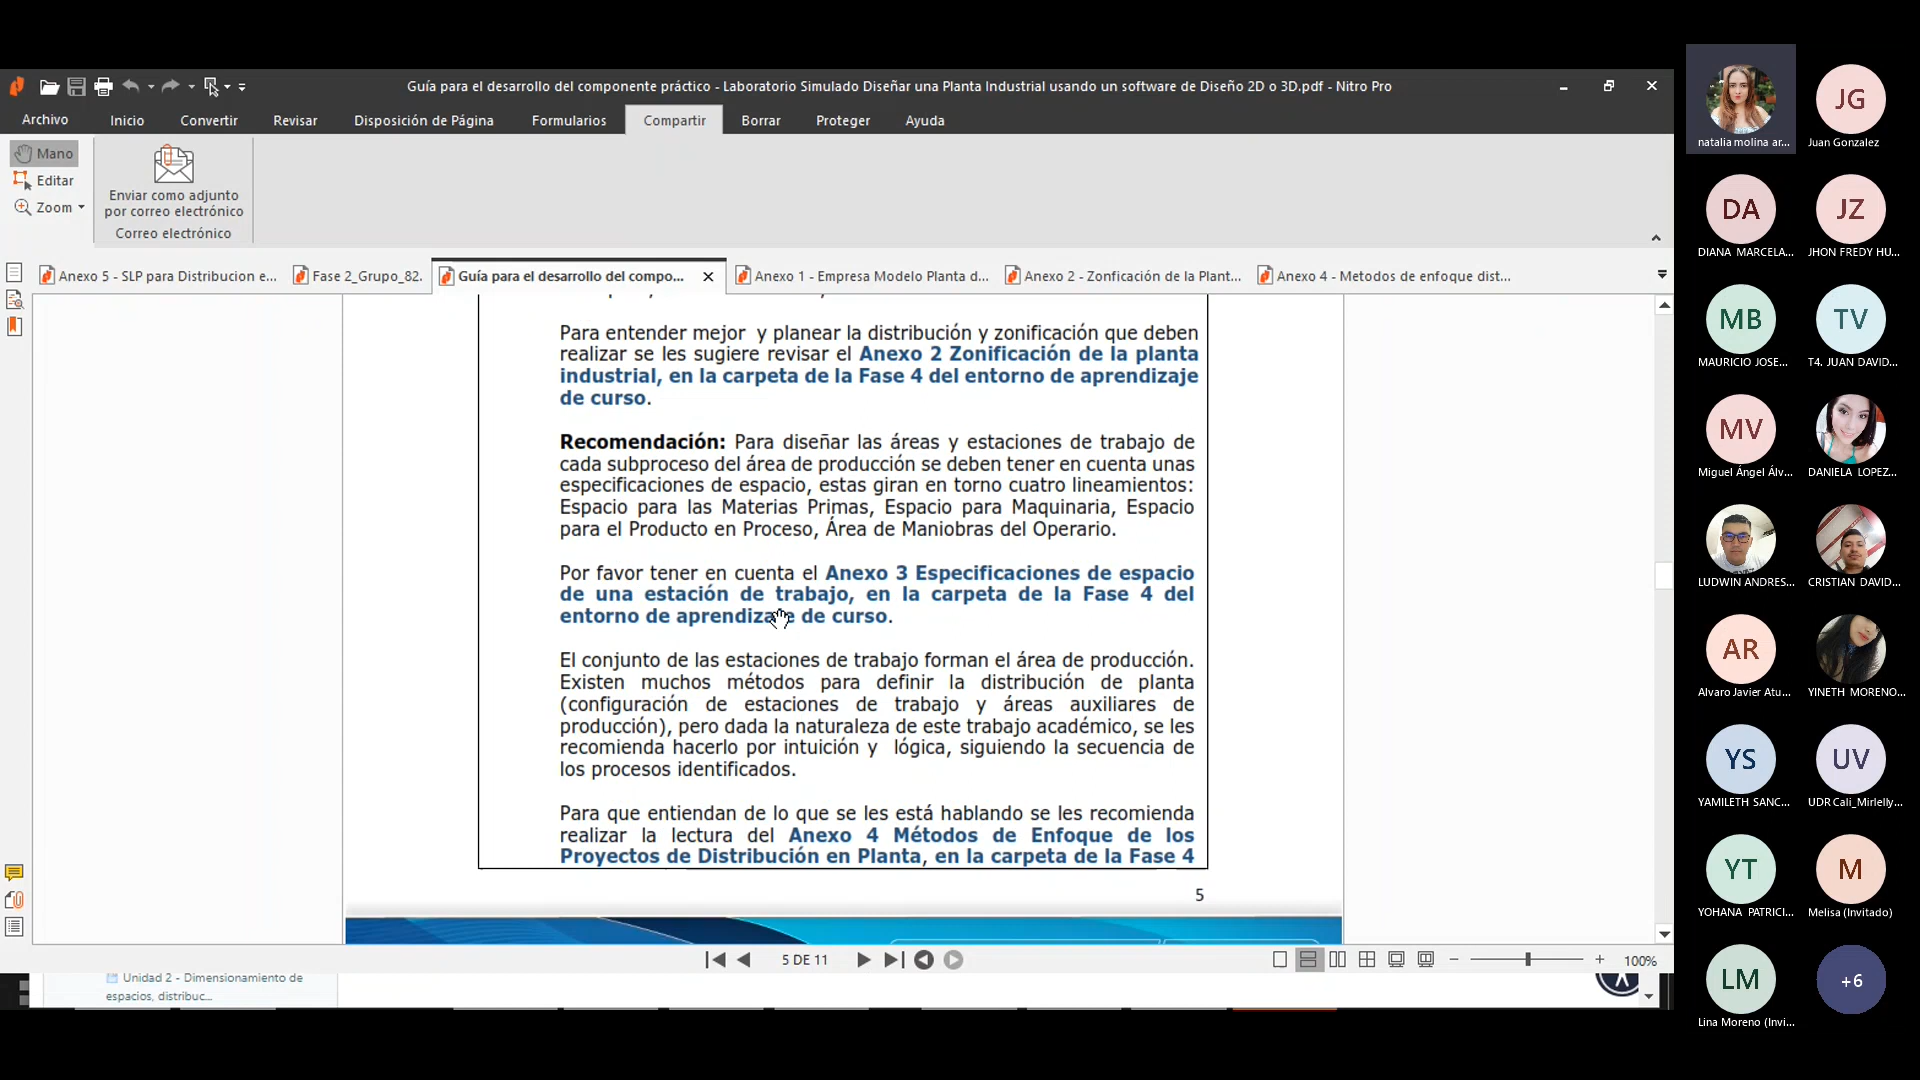 Guía para el desarrollo del componente práctico - Laboratorio Simulado Diseñar una Planta Industrial usando un software de Diseño 2D o 3D.pdf - Nitro Pro
Archivo Inicio Convertir Revisar Disposición de Página Formularios Compartir Borrar Proteger Ayuda
Mano
Editar
Zoom
Enviar como adjunto
por correo electrónico
Correo electrónico
Anexo 5 - SLP para Distribucion e... Fase 2_Grupo_82. Guía para el desarrollo del compo... Anexo 1 - Empresa Modelo Planta d... Anexo 2 - Zonficación de la Plant... Anexo 4 - Metodos de enfoque dist...
Para entender mejor y planear la distribución y zonificación que deben
realizar se les sugiere revisar el Anexo 2 Zonificación de la planta
industrial, en la carpeta de la Fase 4 del entorno de aprendizaje
de curso.
Recomendación: Para diseñar las áreas y estaciones de trabajo de
cada subproceso del área de producción se deben tener en cuenta unas
especificaciones de espacio, estas giran en torno cuatro lineamientos:
Espacio para las Materias Primas, Espacio para Maquinaria, Espacio
para el Producto en Proceso, Área de Maniobras del Operario.
Por favor tener en cuenta el Anexo 3 Especificaciones de espacio
de una estación de trabajo, en la carpeta de la Fase 4 del
entorno de aprendizaje de curso.
El conjunto de las estaciones de trabajo forman el área de producción.
Existen muchos métodos para definir la distribución de planta
(configuración de estaciones de trabajo y áreas auxiliares de
producción), pero dada la naturaleza de este trabajo académico, se les
recomienda hacerlo por intuición y lógica, siguiendo la secuencia de
los procesos identificados.
Para que entiendan de lo que se les está hablando se les recomienda
realizar la lectura del Anexo 4 Métodos de Enfoque de los
Proyectos de Distribución en Planta, en la carpeta de la Fase 4
5
5 DE 11
100%
Unidad 2 - Dimensionamiento de
espacios, distribuc...
JG
natalia molina ar... Juan Gonzalez
DA JZ
DIANA MARCELA... JHON FREDY HU...
MB TV
MAURICIO JOSE... T4. JUAN DAVID...
MV
Miguel Ángel Álv... DANIELA LOPEZ...
LUDWIN ANDRES... CRISTIAN DAVID...
AR
Alvaro Javier Atu... YINETH MORENO...
YS UV
YAMILETH SANC... UDR Cali_Mirlelly...
YT M
YOHANA PATRICI... Melisa (Invitado)
LM +6
Lina Moreno (Invi...